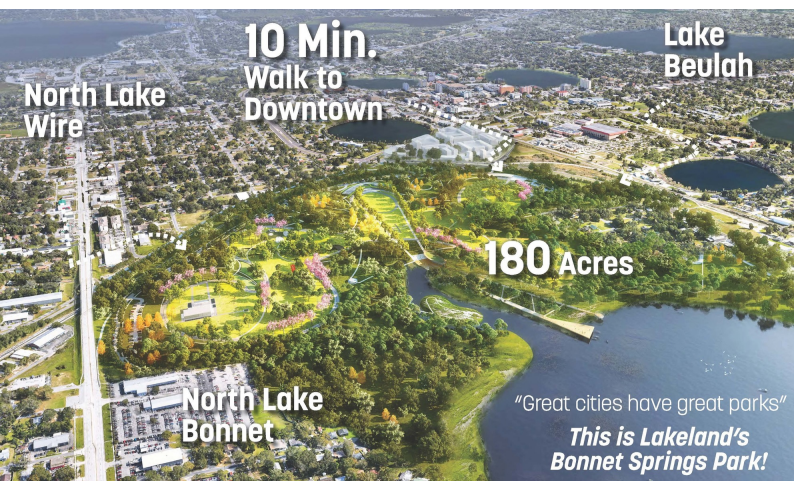 10 Min.
Walk to
Downtown
Lake
Beulah
North Lake
Wire
180 Acres
North Lake
Bonnet
"Great cities have great parks"
This is Lakeland's
Bonnet Springs Park!